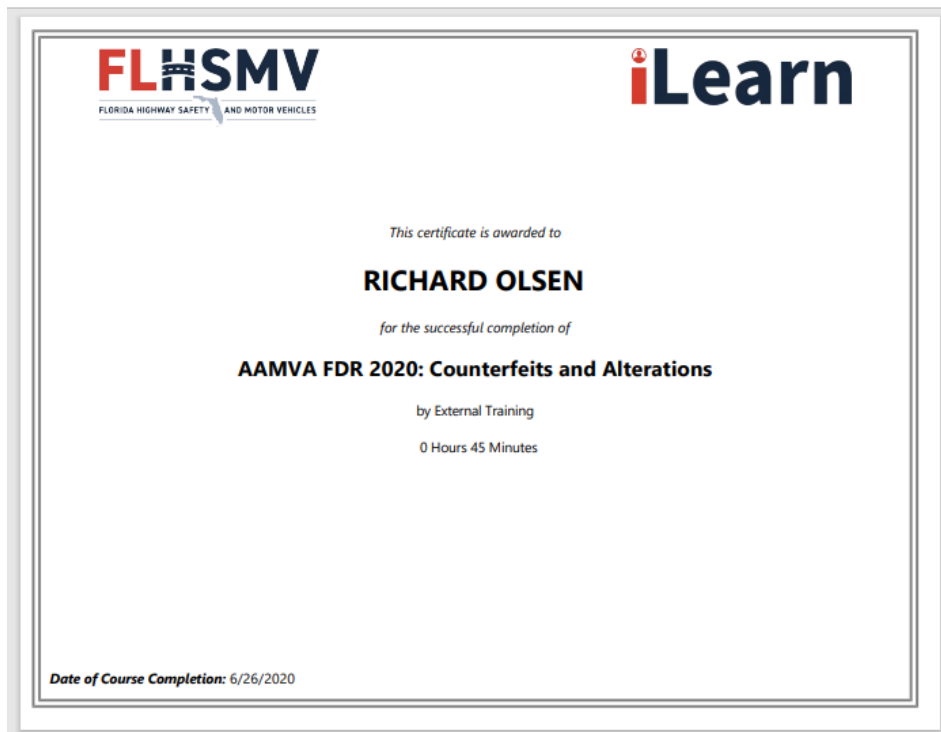 FLHSMV
FLORIDA HIGHWAY SAFETY AND MOTOR VEHICLES
iLearn
This certificate is awarded to
RICHARD OLSEN
for the successful completion of
AAMVA FDR 2020: Counterfeits and Alterations
by External Training
0 Hours 45 Minutes
Date of Course Completion: 6/26/2020